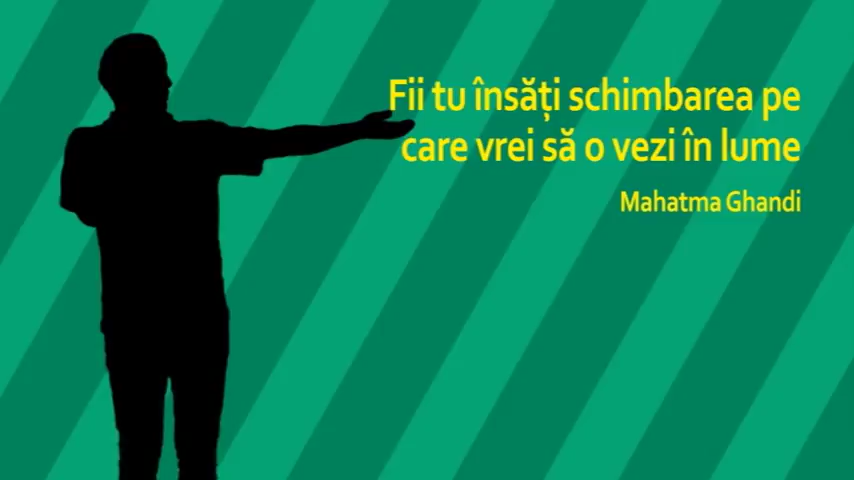 Fii tu însăți schimbarea pe
care vrei să o vezi în lume
Mahatma Ghandi